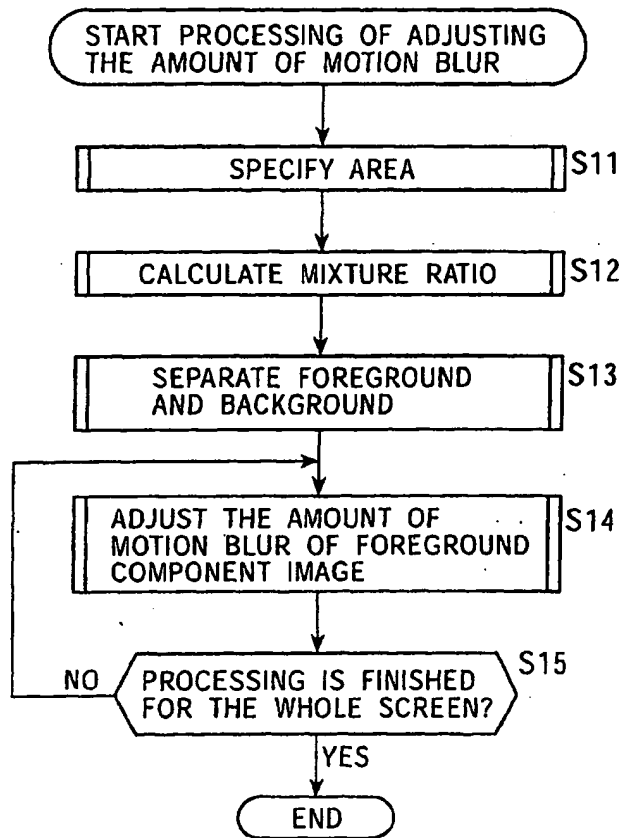 START PROCESSING OF ADJUSTING
THE AMOUNT OF MOTION BLUR
SPECIFY AREA
S11
CALCULATE MIXTURE RATIO
S12
SEPARATE FOREGROUND
AND BACKGROUND
S13
ADJUST THE AMOUNT OF
MOTION BLUR OF FOREGROUND
COMPONENT IMAGE
S14
PROCESSING IS FINISHED
FOR THE WHOLE SCREEN?
S15
NO
YES
END